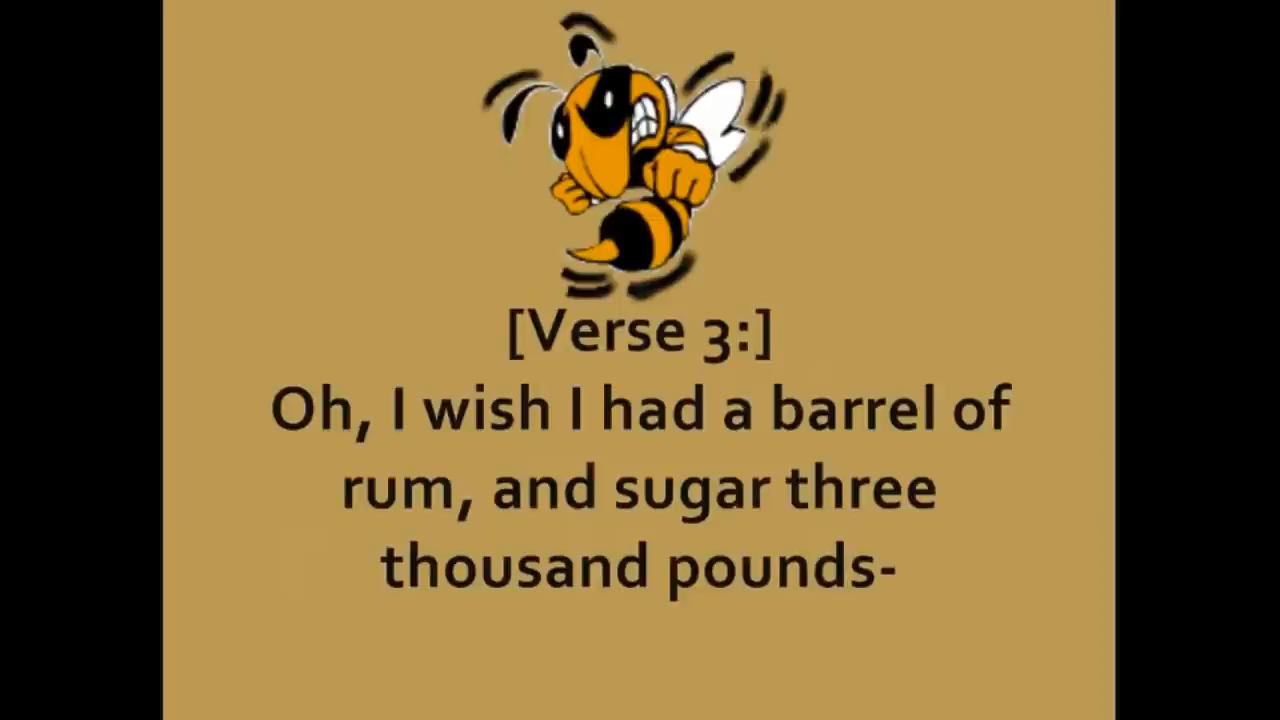 [Verse 3:]
Oh, I wish I had a barrel of
rum, and sugar three
thousand pounds-